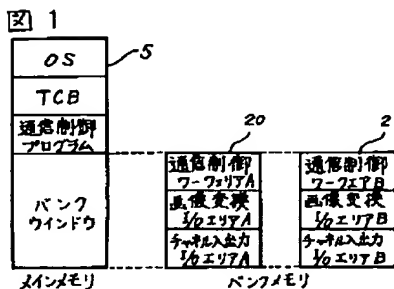 図 1
OS
5
TCB
通信制御
プログラム
バンク
ウインドウ
メインメモリ
20
通信制御
ワークエリアA
画像変換
I/Oエリア A
チャネル入出力
I/Oエリア A
2
通信制御
ワークエリア B
画像変換
I/Oエリア B
チャネル入出力
I/Oエリア B
バンクメモリ